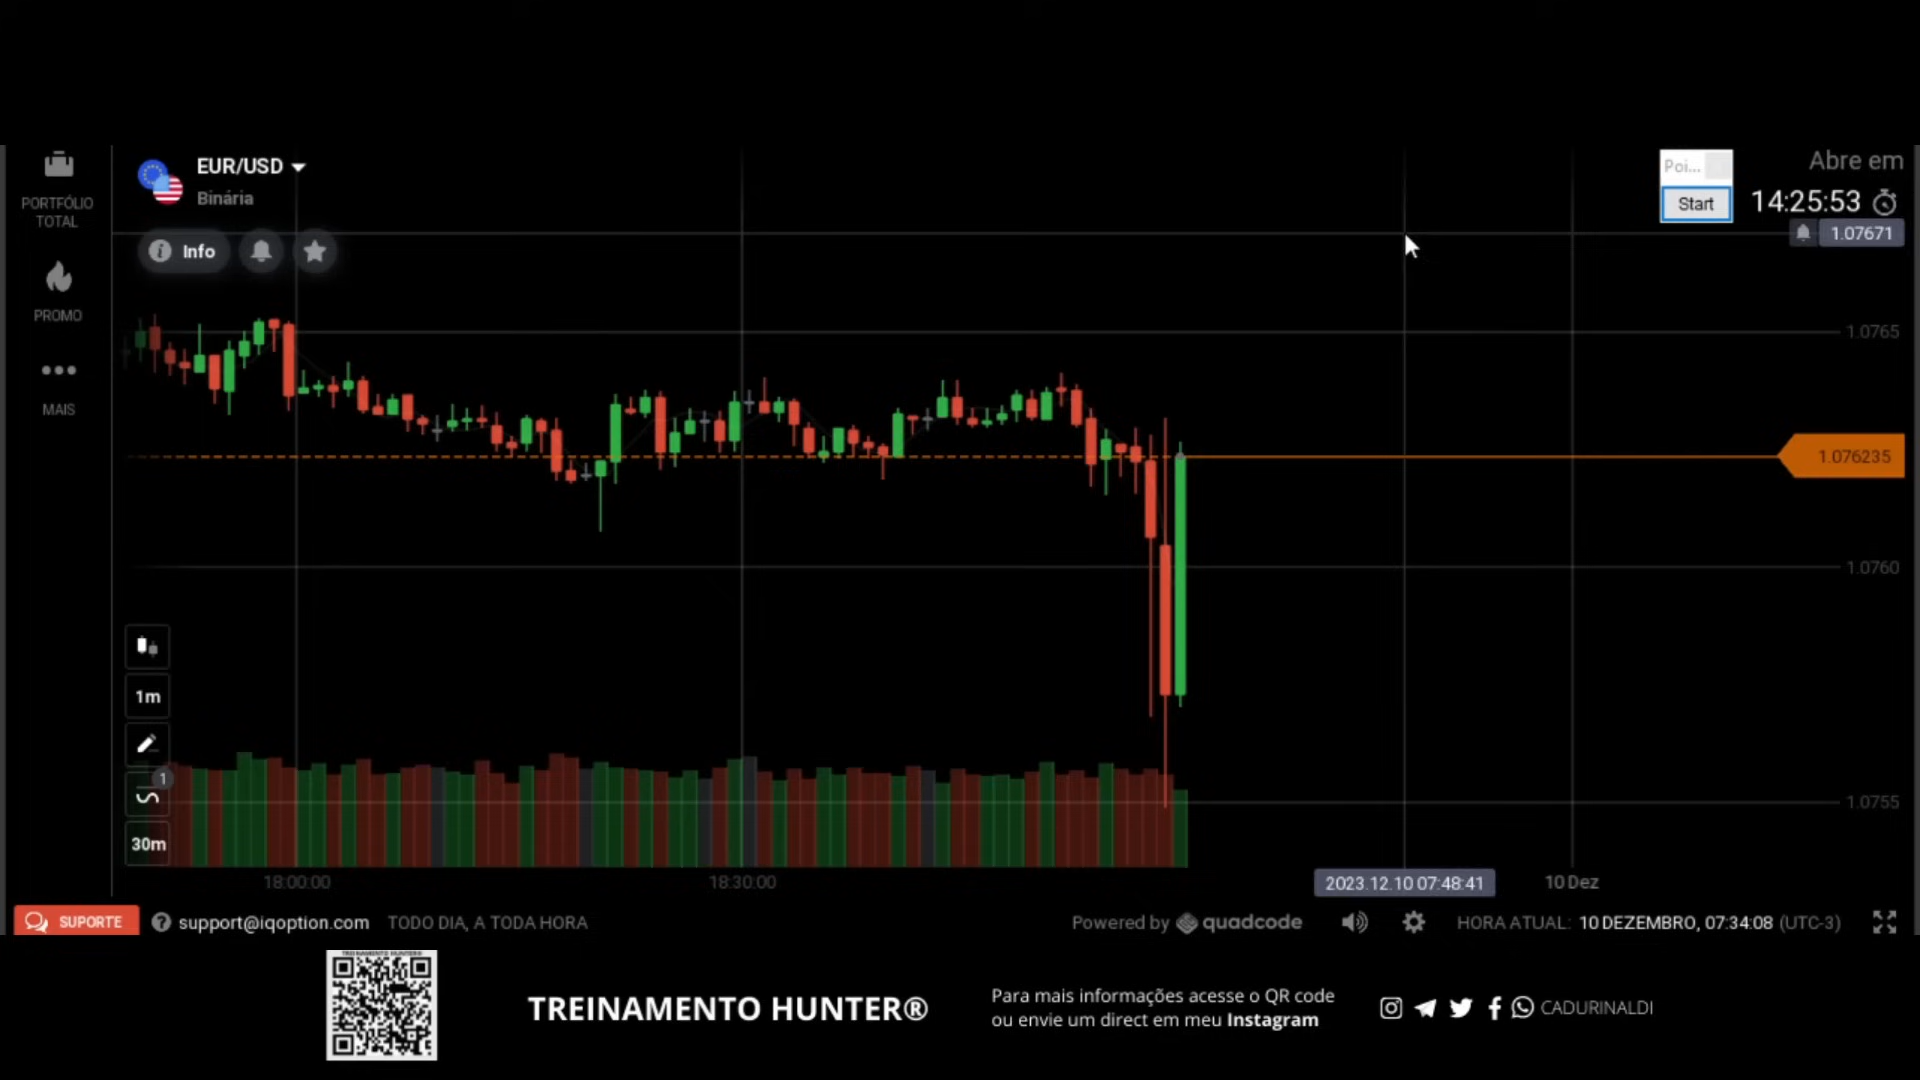 PORTFÓLIO
TOTAL
PROMO
MAIS
EUR/USD
Binária
Info
Poi...
Start
Abre em
14:25:53
1.07671
1.0765
1.076235
1.0760
1.0755
1m
1
30m
18:00:00
18:30:00
2023.12.10 07:48:41
10 Dez
SUPORTE
support@iqoption.com
TODO DIA, A TODA HORA
Powered by quadcode
HORA ATUAL: 10 DEZEMBRO, 07:34:08 (UTC-3)
TREINAMENTO HUNTER®
TREINAMENTO HUNTER®
Para mais informações acesse o QR code
ou envie um direct em meu Instagram
CADURINALDI